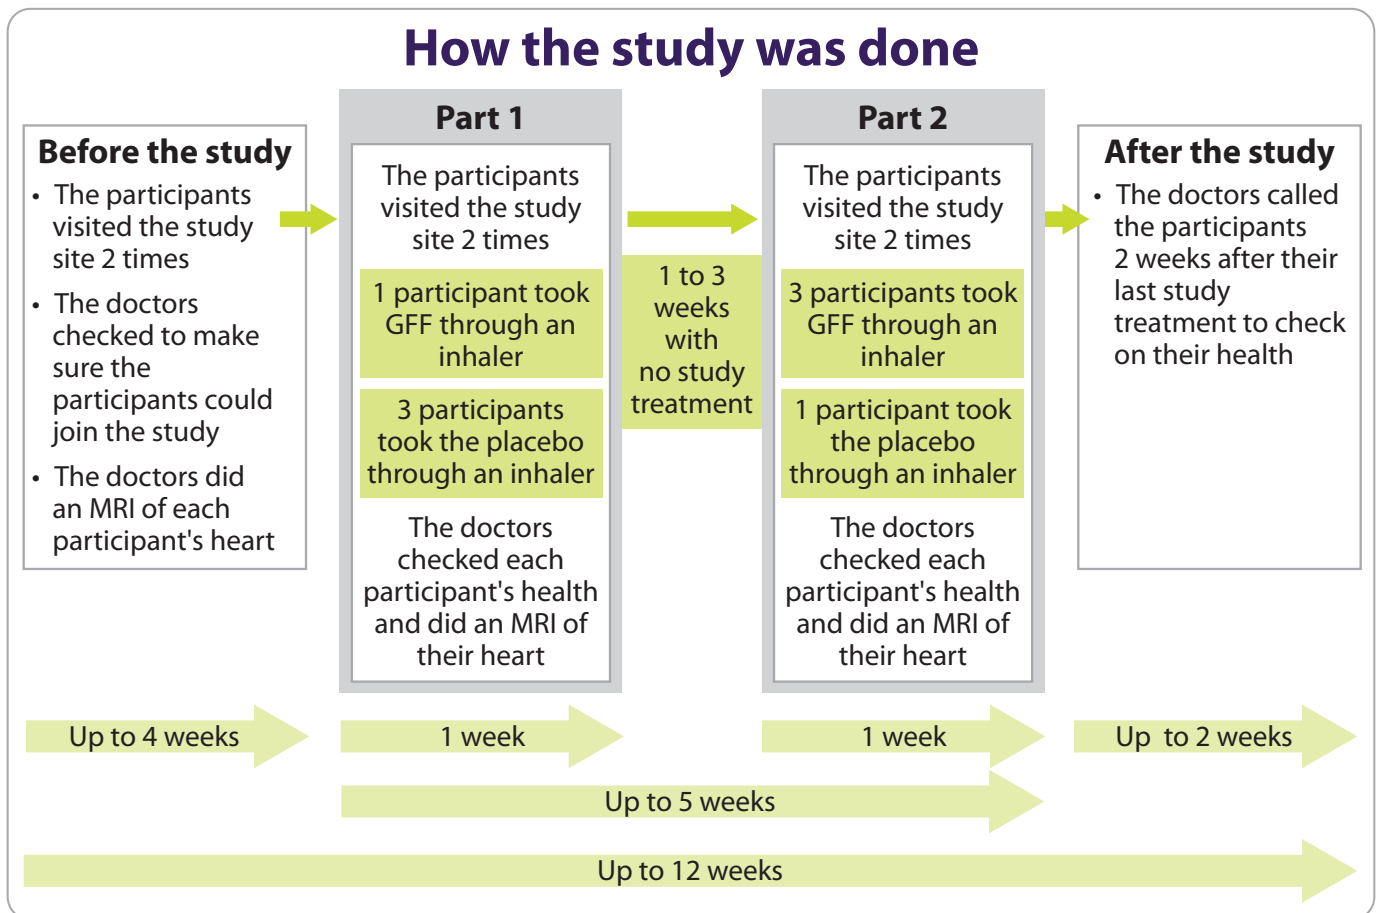 How the study was done
Before the study
• The participants
visited the study
site 2 times
• The doctors
checked to make
sure the
participants could
join the study
• The doctors did
an MRI of each
participant's heart
Part 1
The participants
visited the study
site 2 times
1 participant took
GFF through an
inhaler
3 participants
took the placebo
through an inhaler
The doctors
checked each
participant's health
and did an MRI of
their heart
1 to 3
weeks
with
no study
treatment
Part 2
The participants
visited the study
site 2 times
3 participants took
GFF through an
inhaler
1 participant took
the placebo
through an inhaler
The doctors
checked each
participant's health
and did an MRI of
their heart
After the study
• The doctors called
the participants
2 weeks after their
last study
treatment to check
on their health
Up to 4 weeks
1 week
1 week
Up to 2 weeks
Up to 5 weeks
Up to 12 weeks